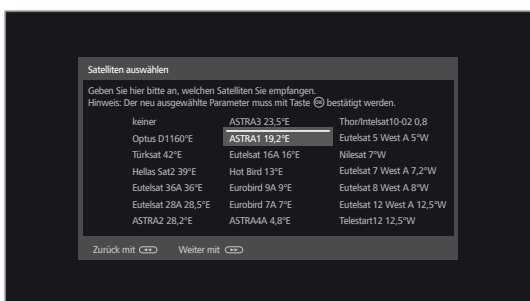 Satelliten auswählen
Geben Sie hier bitte an, welchen Satelliten Sie empfangen.
Hinweis: Der neu ausgewählte Parameter muss mit Taste OK bestätigt werden.
keiner ASTRA3 23,5°E Thor/Intelsat10-02 0,8
Optus D1160°E ASTRA1 19,2°E Eutelsat 5 West A 5°W
Türksat 42°E Eutelsat 16A 16°E Nilesat 7°W
Hellas Sat2 39°E Hot Bird 13°E Eutelsat 7 West A 7,2°W
Eutelsat 36A 36°E Eurobird 9A 9°E Eutelsat 8 West A 8°W
Eutelsat 28A 28,5°E Eurobird 7A 7°E Eutelsat 12 West A 12,5°W
ASTRA2 28,2°E ASTRA4A 4,8°E Telestart12 12,5°W
Zurück mit Weiter mit